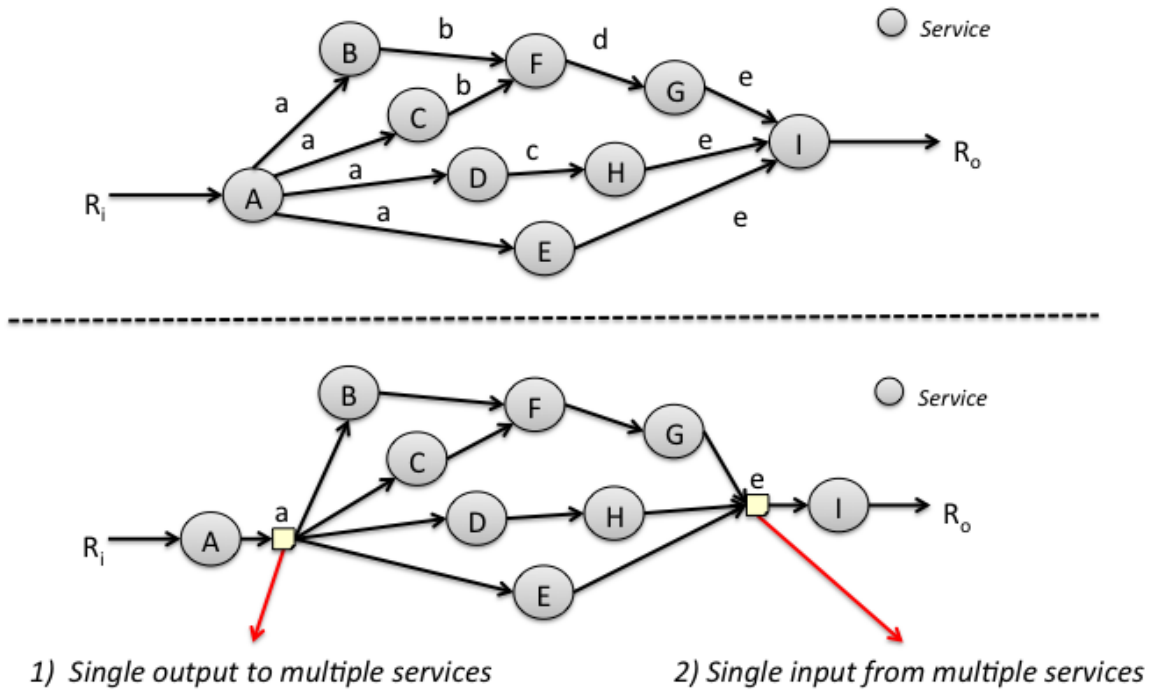 b
d
B
F
Service
b
e
a
G
C
a
e
I
c
a
D
H
Ro
A
Ri
a
e
E
B
F
Service
G
C
e
a
I
D
H
Ro
A
Ri
E
1) Single output to multiple services
2) Single input from multiple services